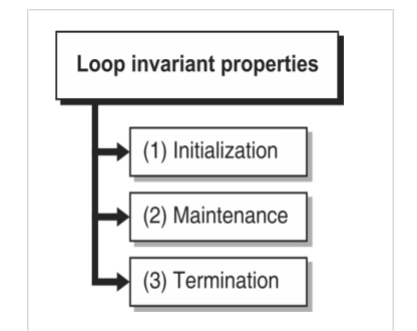 Loop invariant properties
(1) Initialization
(2) Maintenance
(3) Termination